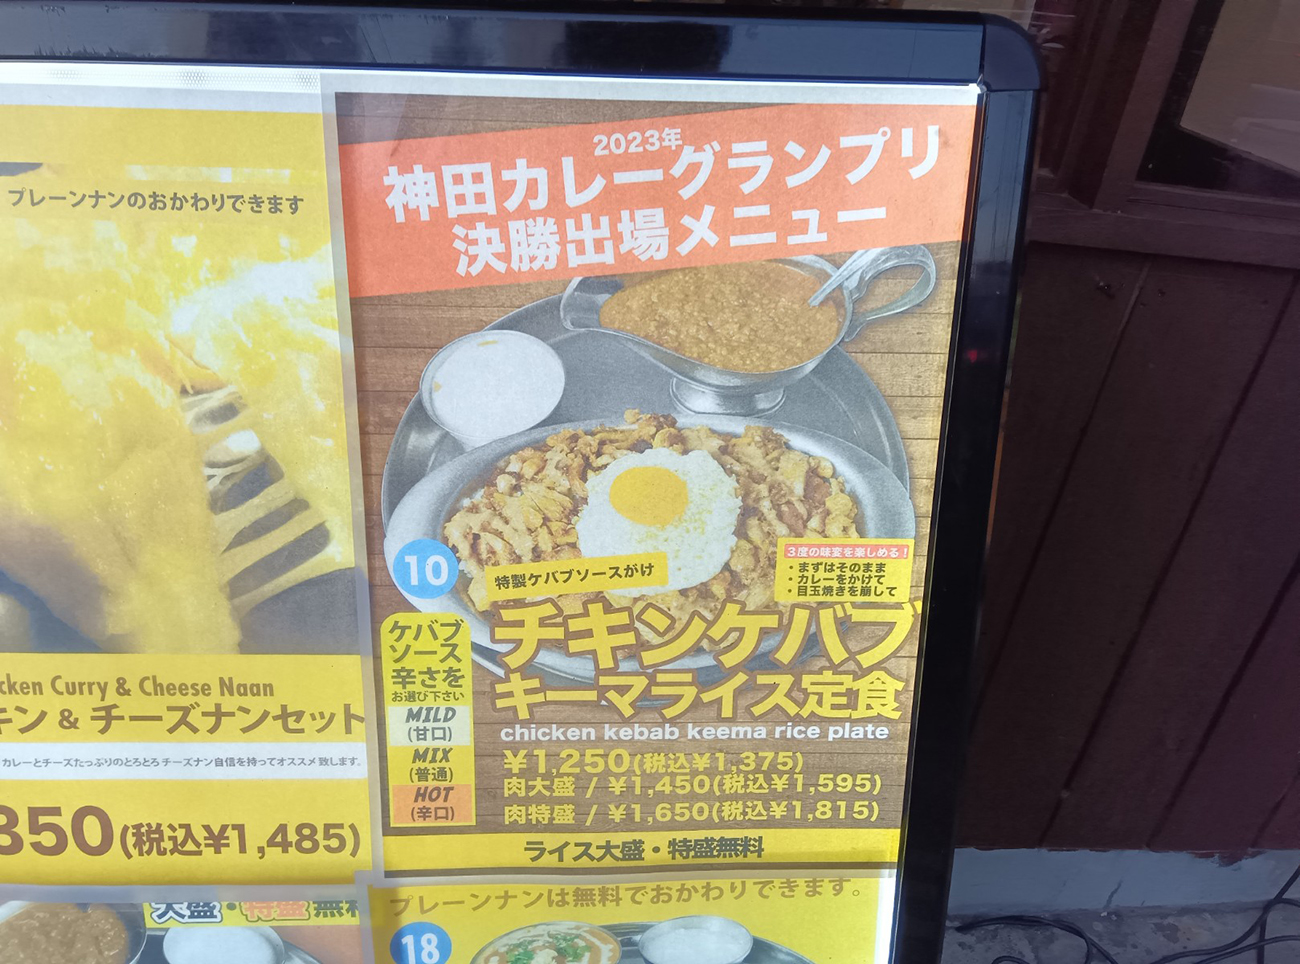 プレーンナンのおかわりできます
cken Curry & Cheese Naan
キン & チーズナンセット
カレーとチーズたっぷりのとろとろチーズナン自信を持ってオススメ致します。
350(税込¥1,485)
大盛・特盛無料
2023年
神田カレーグランプリ
決勝出場メニュー
10
特製ケバブソースがけ
3度の味変を楽しめる!
・まずはそのまま
・カレーをかけて
・目玉焼きを崩して
チキンケバブ
キーマライス定食
chicken kebab keema rice plate
ケバブ
ソース
辛さを
お選び下さい
MILD
(甘口)
MIX
(普通)
HOT
(辛口)
¥1,250(税込¥1,375)
肉大盛 / ¥1,450(税込¥1,595)
肉特盛 / ¥1,650(税込¥1,815)
ライス大盛・特盛無料
プレーンナンは無料でおかわりできます。
18